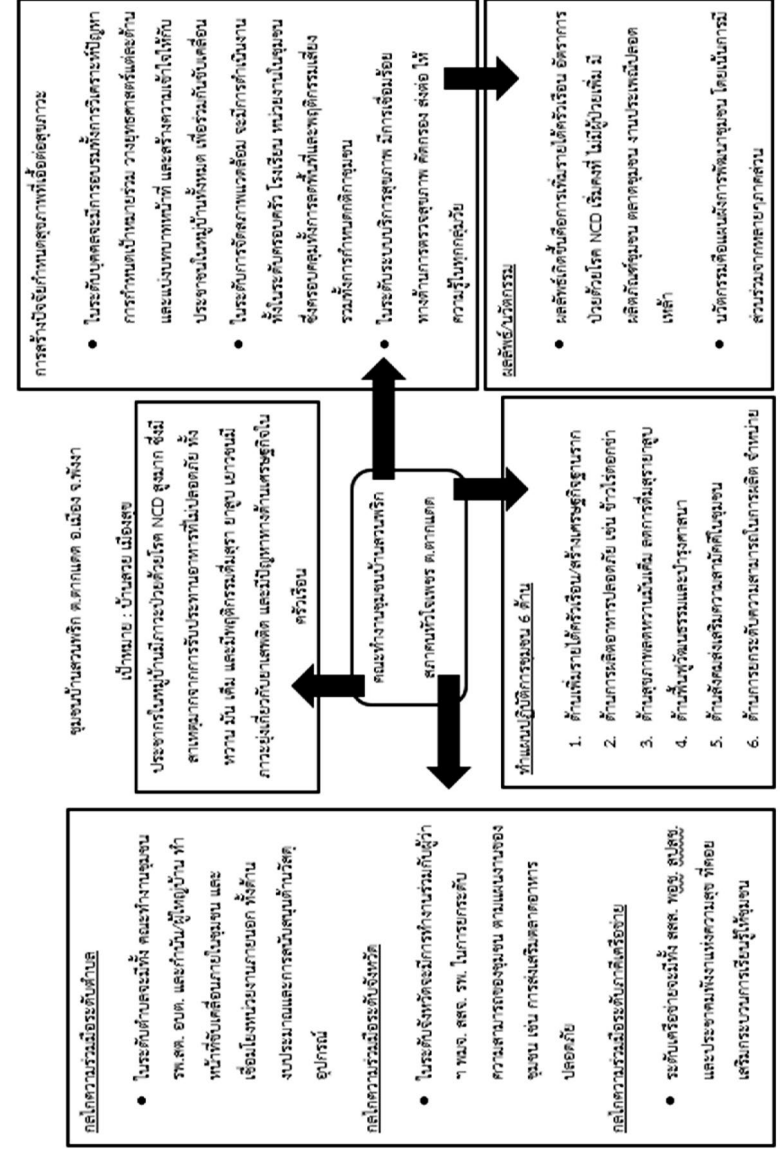 ชุมชนบ้านสวนพริก ต.ตากแดด อ.เมือง จ.พังงา
เป้าหมาย : บ้านสวย เมืองสุข
กลไกความร่วมมือระดับตำบล
• ในระดับตำบลจะมีทั้ง คณะทำงานชุมชน
รพ.สต. อบต. และกำนัน/ผู้ใหญ่บ้าน ทำ
หน้าที่ขับเคลื่อนภายในชุมชน และ
เชื่อมโยงหน่วยงานภายนอก ทั้งด้าน
งบประมาณและการสนับสนุนด้านวัสดุ
อุปกรณ์
กลไกความร่วมมือระดับจังหวัด
• ในระดับจังหวัดจะมีการทำงานร่วมกับผู้ว่า
ฯ พมจ. สสจ. รพ. ในการยกระดับ
ความสามารถของชุมชน ตามแผนงานของ
ชุมชน เช่น การส่งเสริมตลาดอาหาร
ปลอดภัย
กลไกความร่วมมือระดับภาคีเครือข่าย
• ระดับเครือข่ายจะมีทั้ง สสส. พอช. สปสช.
และประชาคมพังงาแห่งความสุข ที่คอย
เสริมกระบวนการเรียนรู้ให้ชุมชน
ประชากรในหมู่บ้านมีภาวะป่วยด้วยโรค NCD สูงมาก ซึ่งมี
สาเหตุมาจากการรับประทานอาหารที่ไม่ปลอดภัย ทั้ง
หวาน มัน เค็ม และมีพฤติกรรมดื่มสุรา ยาสูบ เยาวชนมี
ภาวะยุ่งเกี่ยวกับยาเสพติด และมีปัญหาทางด้านเศรษฐกิจใน
ครัวเรือน
คณะทำงานชุมชนบ้านสวนพริก
สภาคนหัวใจเพชร ต.ตากแดด
ทำแผนปฏิบัติการชุมชน 6 ด้าน
1. ด้านเพิ่มรายได้ครัวเรือน/สร้างเศรษฐกิจฐานราก
2. ด้านการผลิตอาหารปลอดภัย เช่น ข้าวไร่ดอกข่า
3. ด้านสุขภาพลดหวานมันเค็ม ลดการดื่มสุรายาสูบ
4. ด้านฟื้นฟูวัฒนธรรมและบำรุงศาสนา
5. ด้านสังคมส่งเสริมความสามัคคีในชุมชน
6. ด้านการยกระดับความสามารถในการผลิต จำหน่าย
การสร้างปัจจัยกำหนดสุขภาพที่เอื้อต่อสุขภาวะ
• ในระดับบุคคลจะมีการอบรมทั้งการวิเคราะห์ปัญหา
การกำหนดเป้าหมายร่วม วางยุทธศาสตร์แต่ละด้าน
และแบ่งบทบาทหน้าที่ และสร้างความเข้าใจให้กับ
ประชาชนในหมู่บ้านทั้งหมด เพื่อร่วมกันขับเคลื่อน
• ในระดับการจัดสภาพแวดล้อม จะมีการดำเนินงาน
ทั้งในระดับครอบครัว โรงเรียน หน่วยงานในชุมชน
ซึ่งครอบคลุมทั้งการลดพื้นที่และพฤติกรรมเสี่ยง
รวมทั้งการกำหนดกติกาชุมชน
• ในระดับระบบบริการสุขภาพ มีการเชื่อมร้อย
ทางด้านการตรวจสุขภาพ คัดกรอง ส่งต่อ ให้
ความรู้ในทุกกลุ่มวัย
ผลลัพธ์/นวัตกรรม
• ผลลัพธ์เกิดขึ้นคือการเพิ่มรายได้ครัวเรือน อัตราการ
ป่วยด้วยโรค NCD เริ่มคงที่ ไม่มีผู้ป่วยเพิ่ม มี
ผลิตภัณฑ์ชุมชน ตลาดชุมชน งานประเพณีปลอด
เหล้า
• นวัตกรรมคือแผนผังการพัฒนาชุมชน โดยเน้นการมี
ส่วนร่วมจากหลายๆภาคส่วน